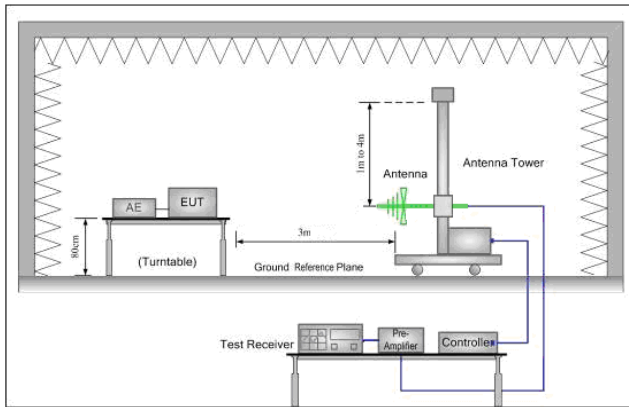 1m to 4m
Antenna
Antenna Tower
AE
EUT
80cm
3m
(Turntable)
Ground Reference Plane
Test Receiver
Pre-
Amplifier
Controller